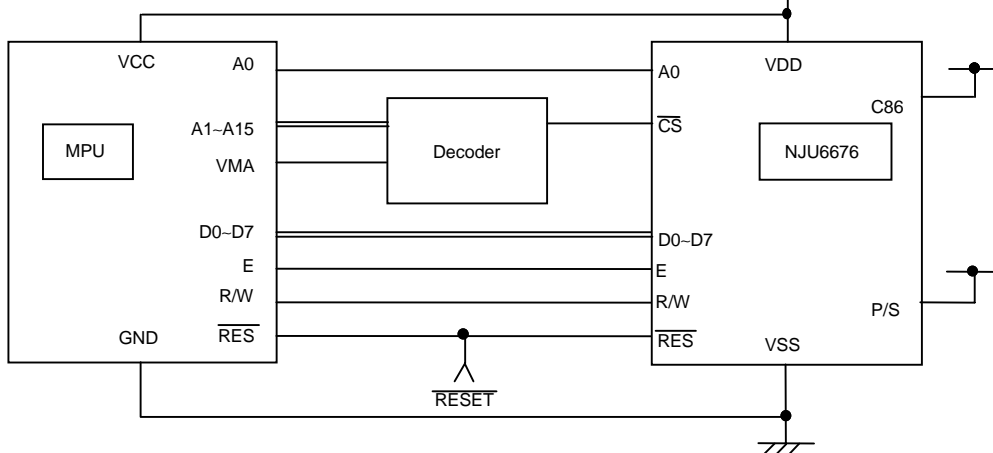 VCC
A0
A1~A15
MPU
VMA
D0~D7
E
R/W
GND
RES
Decoder
RESET
A0
VDD
C86
CS
NJU6676
D0~D7
E
R/W
P/S
RES
VSS